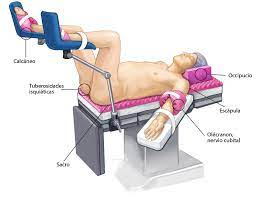 Calcáneo
Tuberosidades
isquiáticas
Sacro
Occipucio
Escápula
Olécranon,
nervio cubital